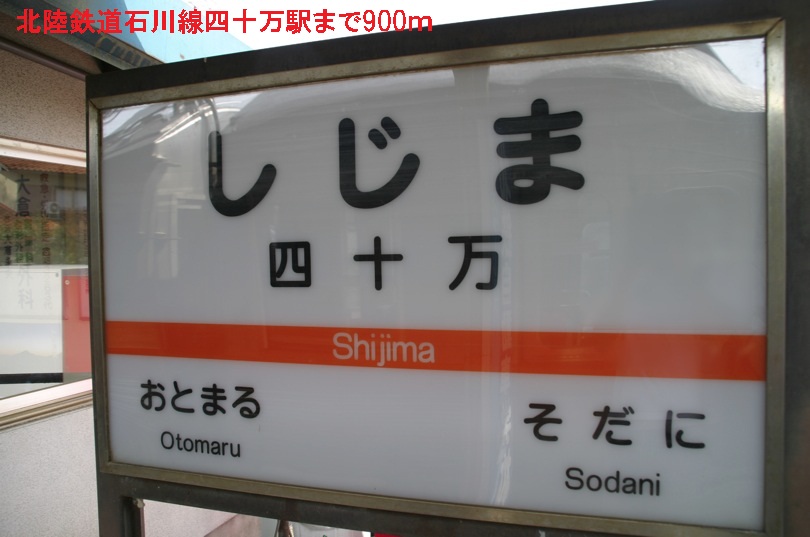 北陸鉄道石川線四十万駅まで900m
しじま
四十万
Shijima
おとまる
Otomaru
そだに
Sodani